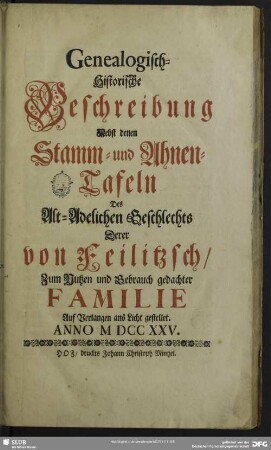 Genealogisch-
Historische
Beschreibung
Nebst denen
Stamm- und Ahnen-
Tafeln
Des
Alt-Adelichen Geschlechts
Derer
von Feilitzsch/
Zum Nutzen und Gebrauch gedachter
FAMILIE
Auf Verlangen ans Licht gestellet.
ANNO M DCC XXV.
HOF/ druckts Johann Christoph Mintzel.
SLUB